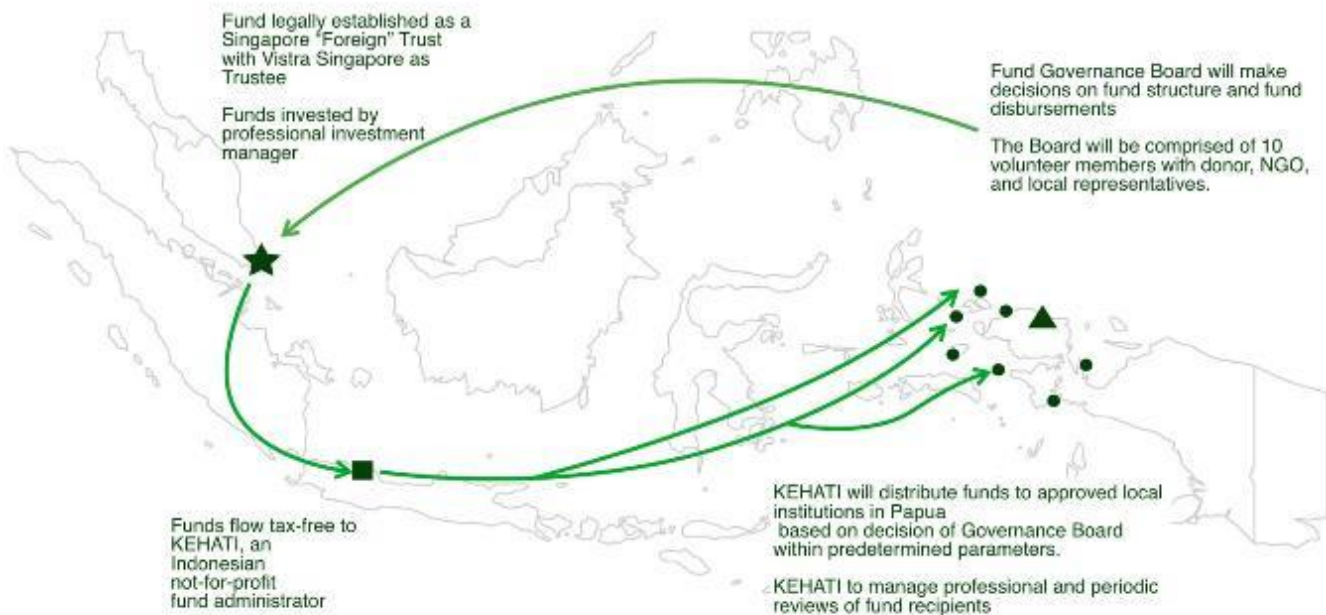 Fund legally established as a
Singapore "Foreign" Trust
with Vistra Singapore as
Trustee
Funds invested by
professional investment
manager
Fund Governance Board will make
decisions on fund structure and fund
disbursements
The Board will be comprised of 10
volunteer members with donor, NGO,
and local representatives.
Funds flow tax-free to
KEHATI, an
Indonesian
not-for-profit
fund administrator
KEHATI will distribute funds to approved local
institutions in Papua
based on decision of Governance Board
within predetermined parameters.
KEHATI to manage professional and periodic
reviews of fund recipients